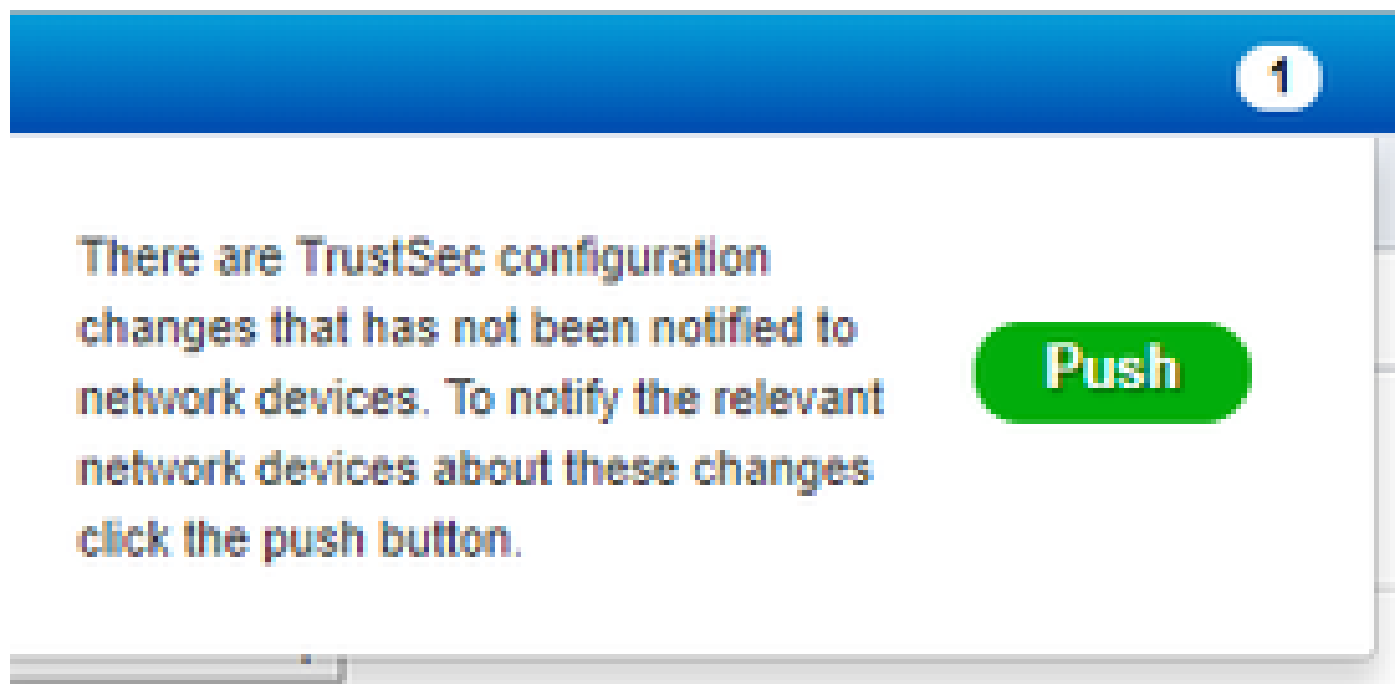 1
There are TrustSec configuration
changes that has not been notified to
network devices. To notify the relevant
network devices about these changes
click the push button.
Push